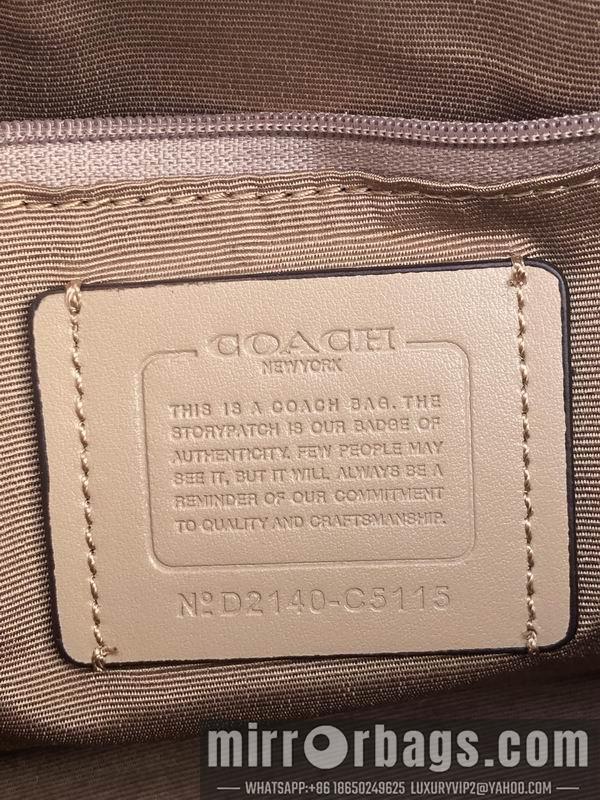 COACH
NEW YORK
THIS IS A COACH BAG. THE
STORYPATCH IS OUR BADGE OF
AUTHENTICITY. FEW PEOPLE MAY
SEE IT, BUT IT WILL ALWAYS BE A
REMINDER OF OUR COMMITMENT
TO QUALITY AND CRAFTSMANSHIP.
Nº D2140-C5115
mirrorbags.com
WHATSAPP:+86 18650249625 LUXURYVIP2@YAHOO.COM